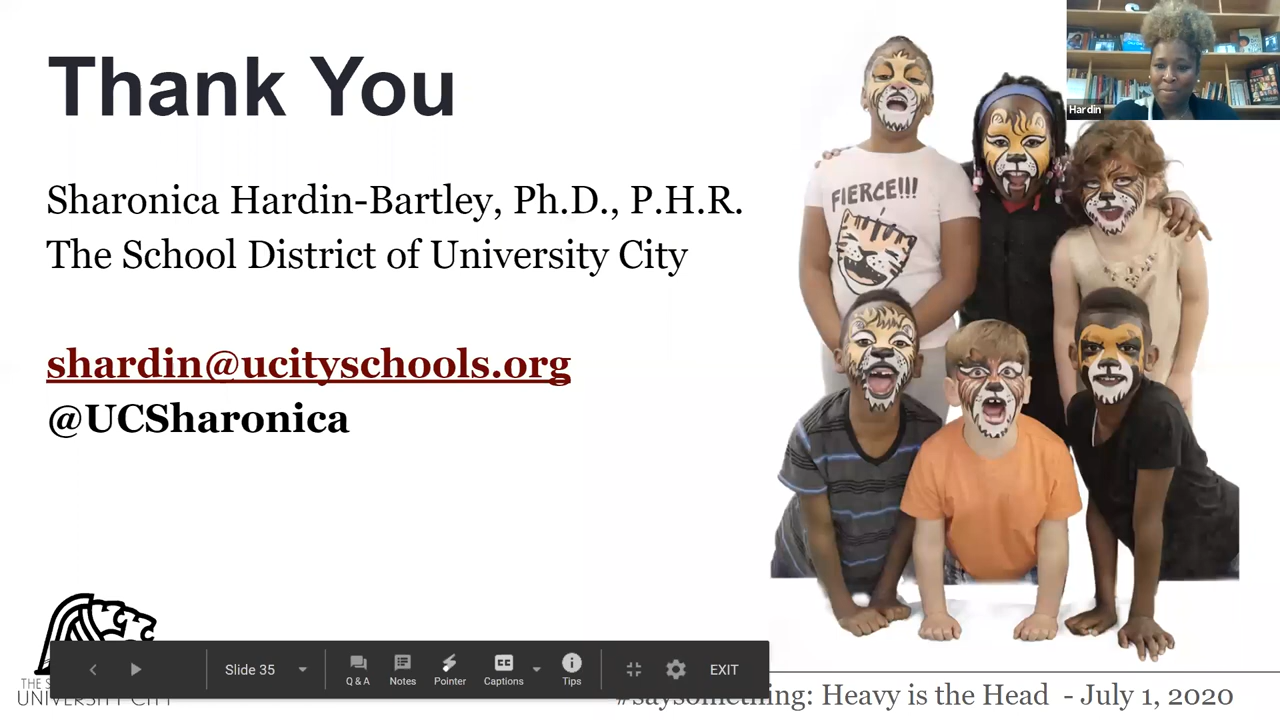 Thank You
Sharonica Hardin-Bartley, Ph.D., P.H.R.
The School District of University City
shardin@ucityschools.org
@UCSharonica
Hardin
FIERCE!!!
Slide 35
Q & A
Notes
Pointer
CC
Captions
Tips
EXIT
THE S
UNIVERSITY CITY
#saysomething: Heavy is the Head - July 1, 2020